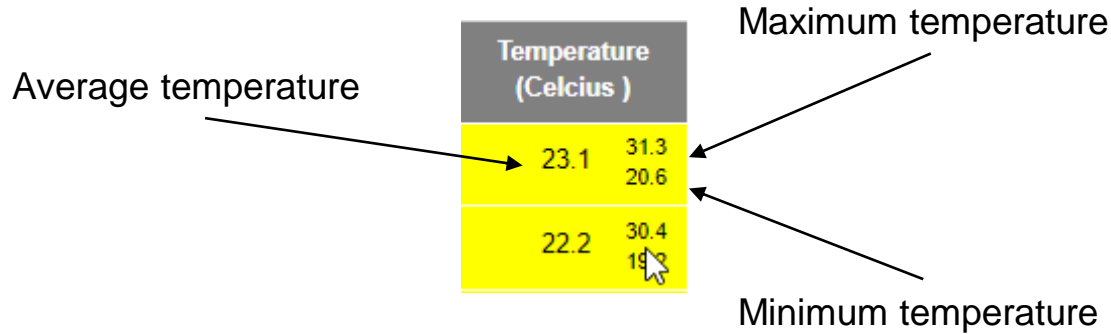 Maximum temperature
Temperature
(Celcius )
Average temperature
23.1
31.3
20.6
22.2
30.4
Minimum temperature